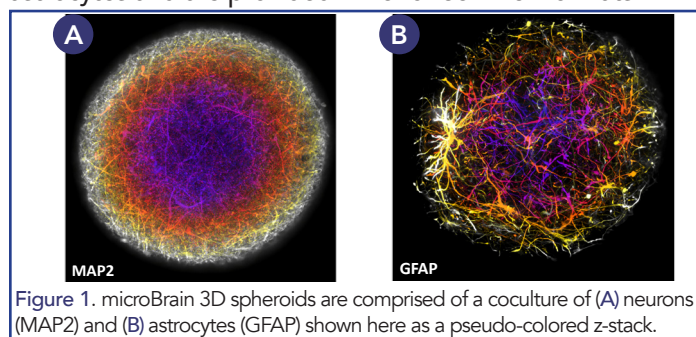 A
B
MAP2
GFAP
Figure 1. microBrain 3D spheroids are comprised of a coculture of (A) neurons
(MAP2) and (B) astrocytes (GFAP) shown here as a pseudo-colored z-stack.